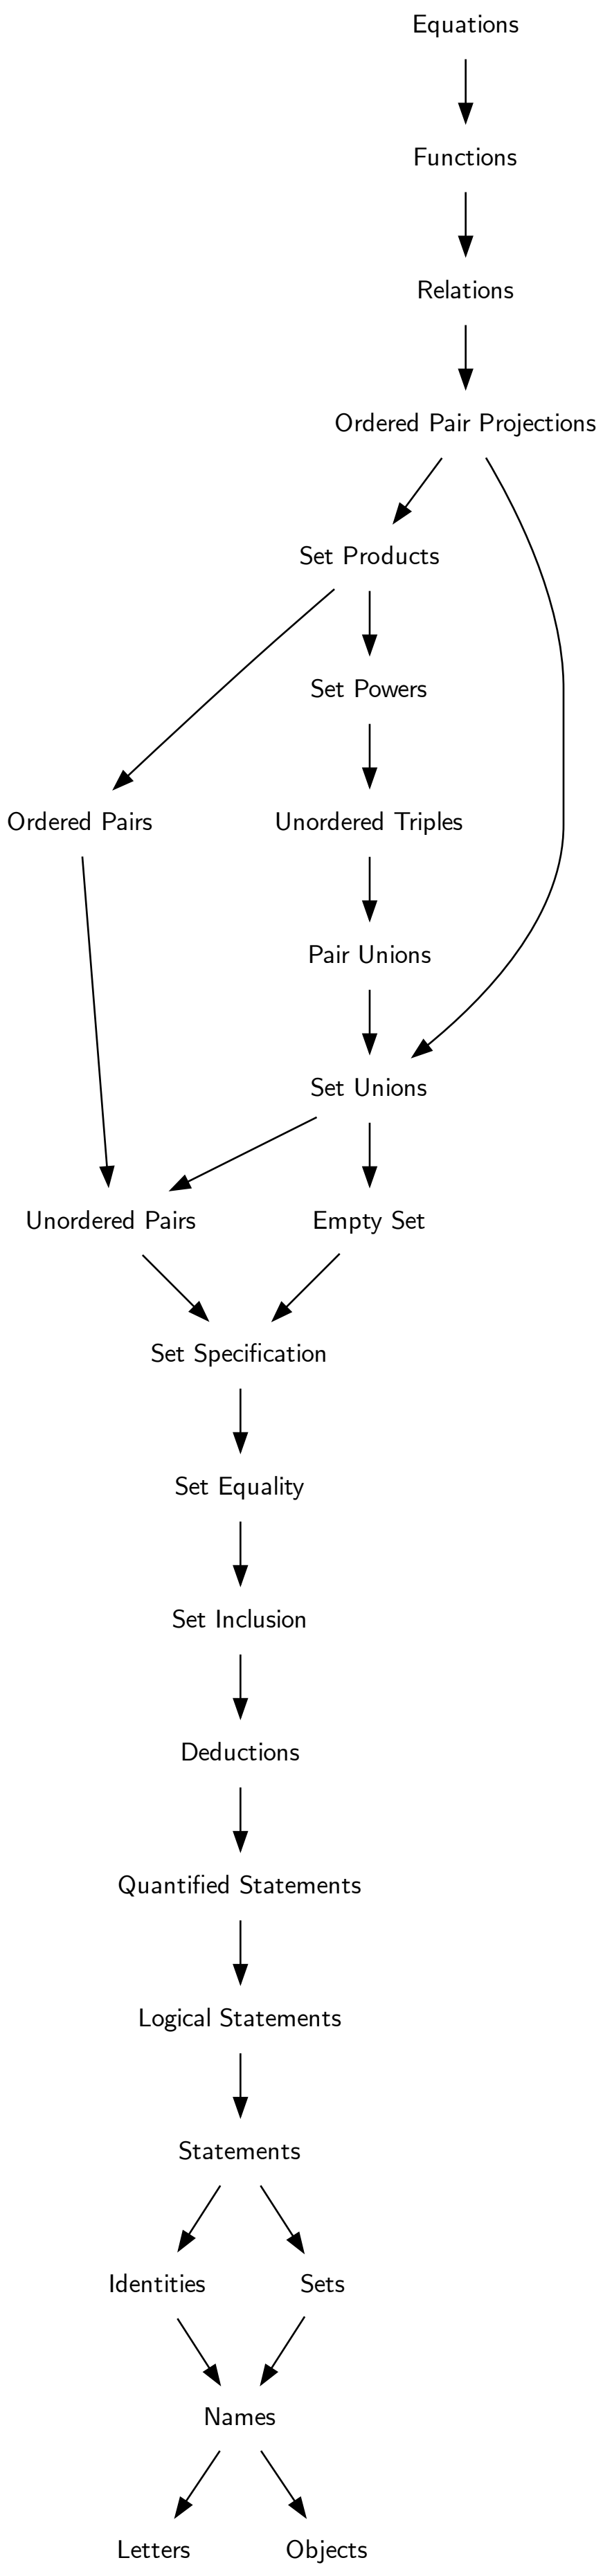 Equations
Functions
Relations
Ordered Pair Projections
Set Products
Set Powers
Ordered Pairs
Unordered Triples
Pair Unions
Set Unions
Unordered Pairs
Empty Set
Set Specification
Set Equality
Set Inclusion
Deductions
Quantified Statements
Logical Statements
Statements
Identities
Sets
Names
Letters
Objects